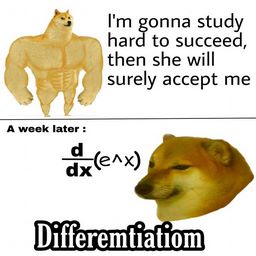 I'm gonna study
hard to succeed,
then she will
surely accept me
A week later :
d
dx(e^x)
Differemtiatiom